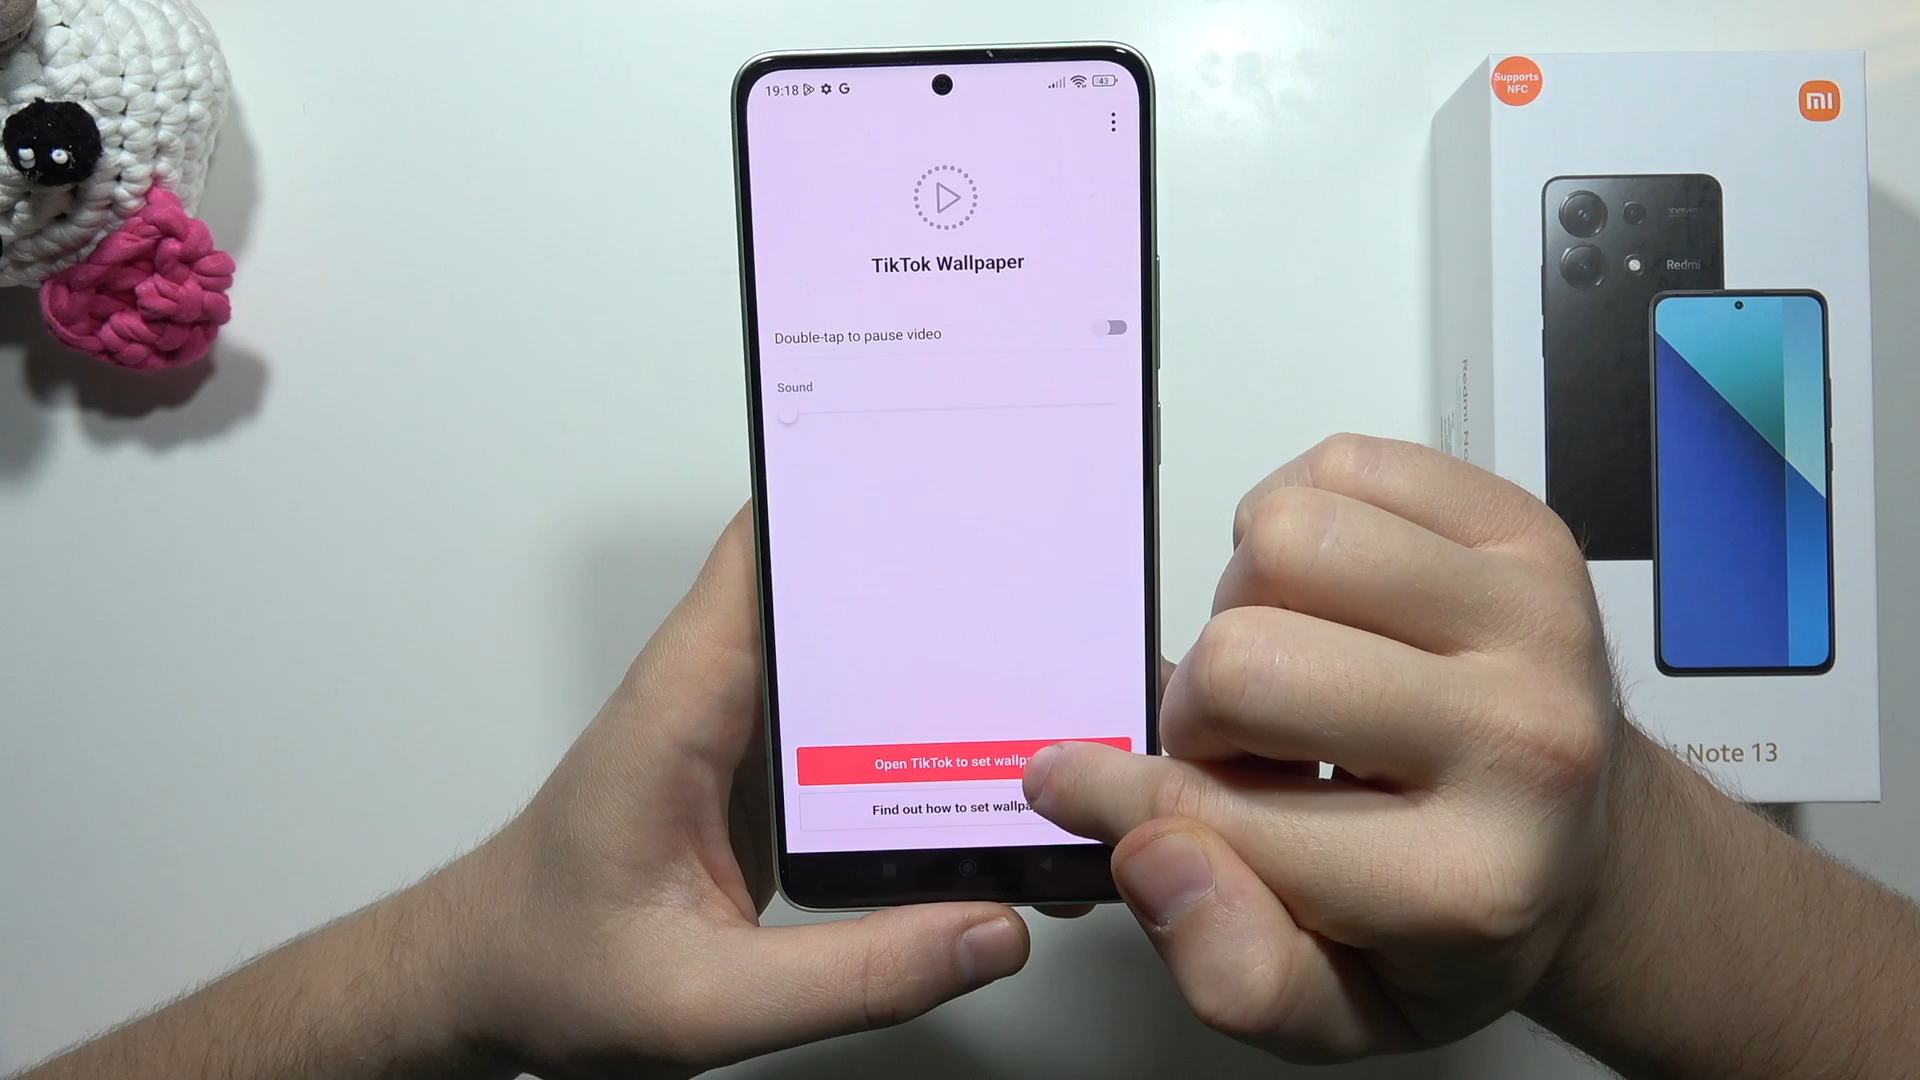 19:18
43
TikTok Wallpaper
Double-tap to pause video
Sound
Open TikTok to set
Find out how to set
Supports
NFC
Redmi
Note 13